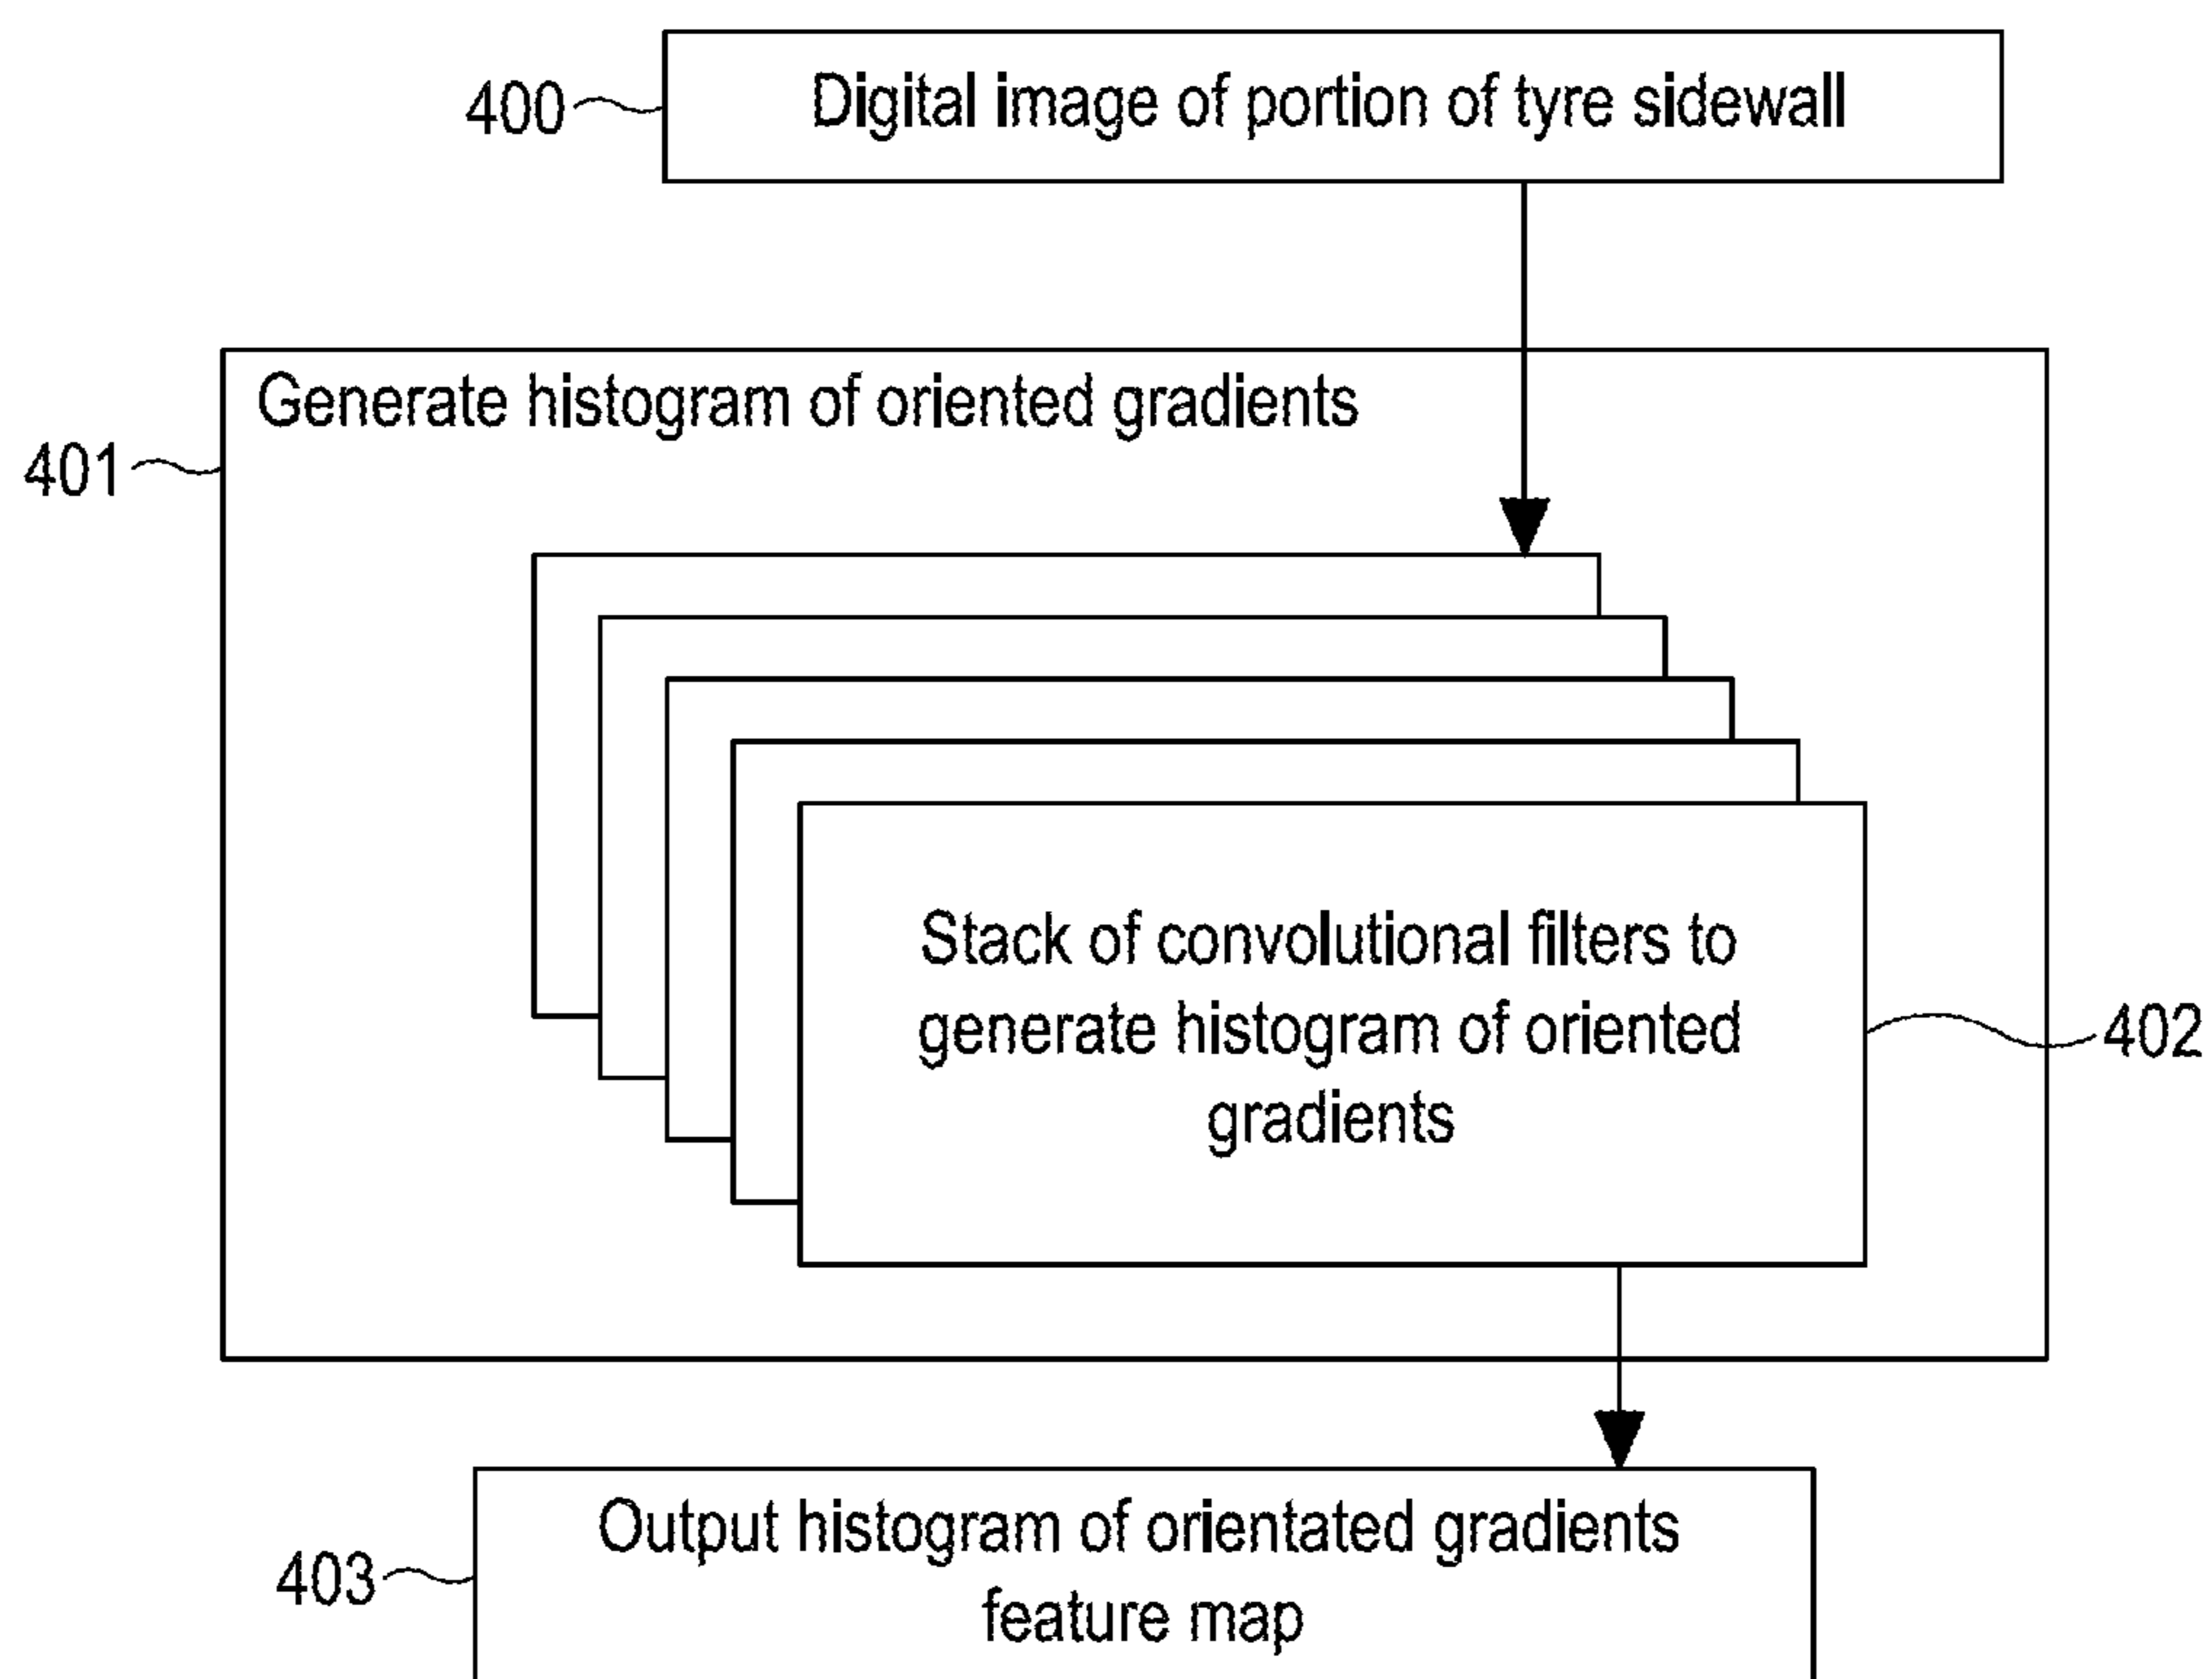 400
Digital image of portion of tyre sidewall
Generate histogram of oriented gradients
401
Stack of convolutional filters to
generate histogram of oriented
gradients
402
Output histogram of orientated gradients
feature map
403